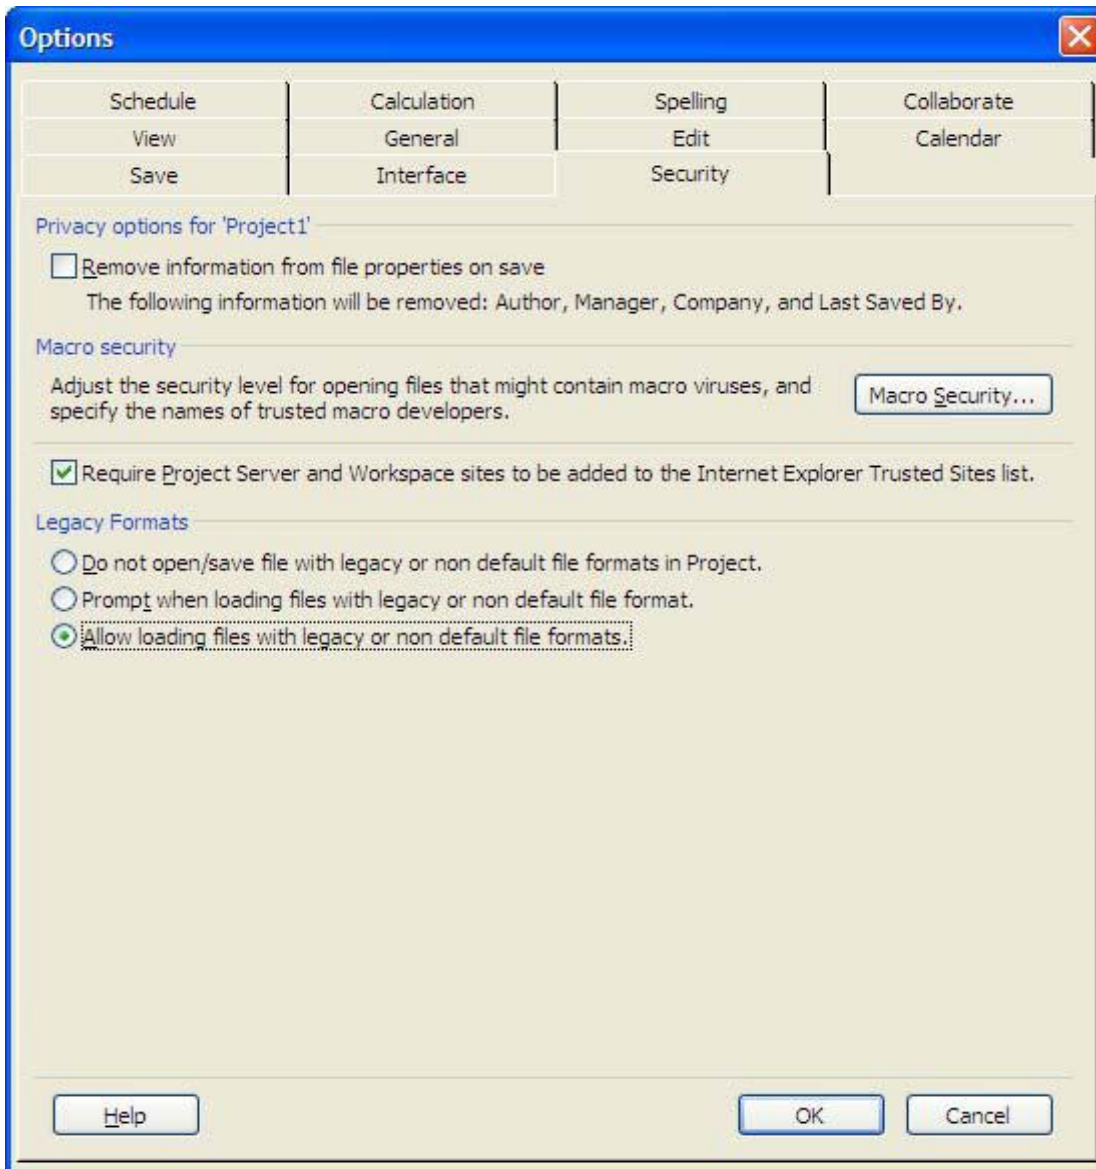 Options
Schedule Calculation Spelling Collaborate
View General Edit Calendar
Save Interface Security
Privacy options for 'Project1'
Remove information from file properties on save
The following information will be removed: Author, Manager, Company, and Last Saved By.
Macro security
Adjust the security level for opening files that might contain macro viruses, and
specify the names of trusted macro developers.
Macro Security...
Require Project Server and Workspace sites to be added to the Internet Explorer Trusted Sites list.
Legacy Formats
Do not open/save file with legacy or non default file formats in Project.
Prompt when loading files with legacy or non default file format.
Allow loading files with legacy or non default file formats.
Help OK Cancel